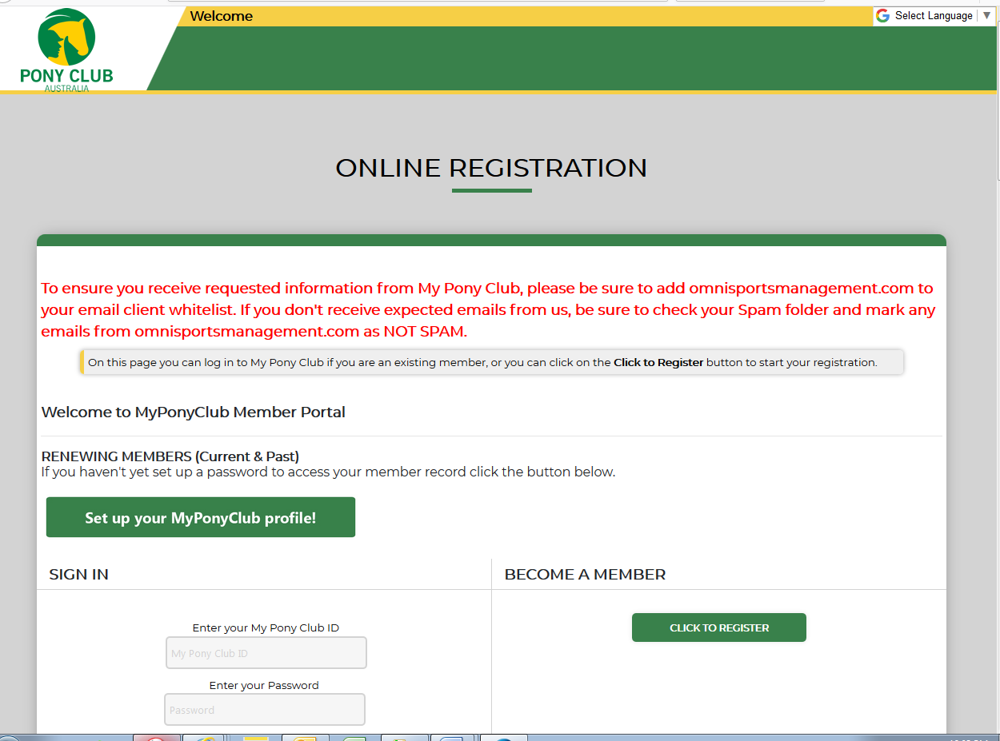 Welcome
Select Language ▼
PONY CLUB
AUSTRALIA
ONLINE REGISTRATION
To ensure you receive requested information from My Pony Club, please be sure to add omnisportsmanagement.com to
your email client whitelist. If you don't receive expected emails from us, be sure to check your Spam folder and mark any
emails from omnisportsmanagement.com as NOT SPAM.
On this page you can log in to My Pony Club if you are an existing member, or you can click on the Click to Register button to start your registration.
Welcome to MyPonyClub Member Portal
RENEWING MEMBERS (Current & Past)
If you haven't yet set up a password to access your member record click the button below.
Set up your MyPonyClub profile!
SIGN IN
BECOME A MEMBER
Enter your My Pony Club ID
My Pony Club ID
CLICK TO REGISTER
Enter your Password
Password